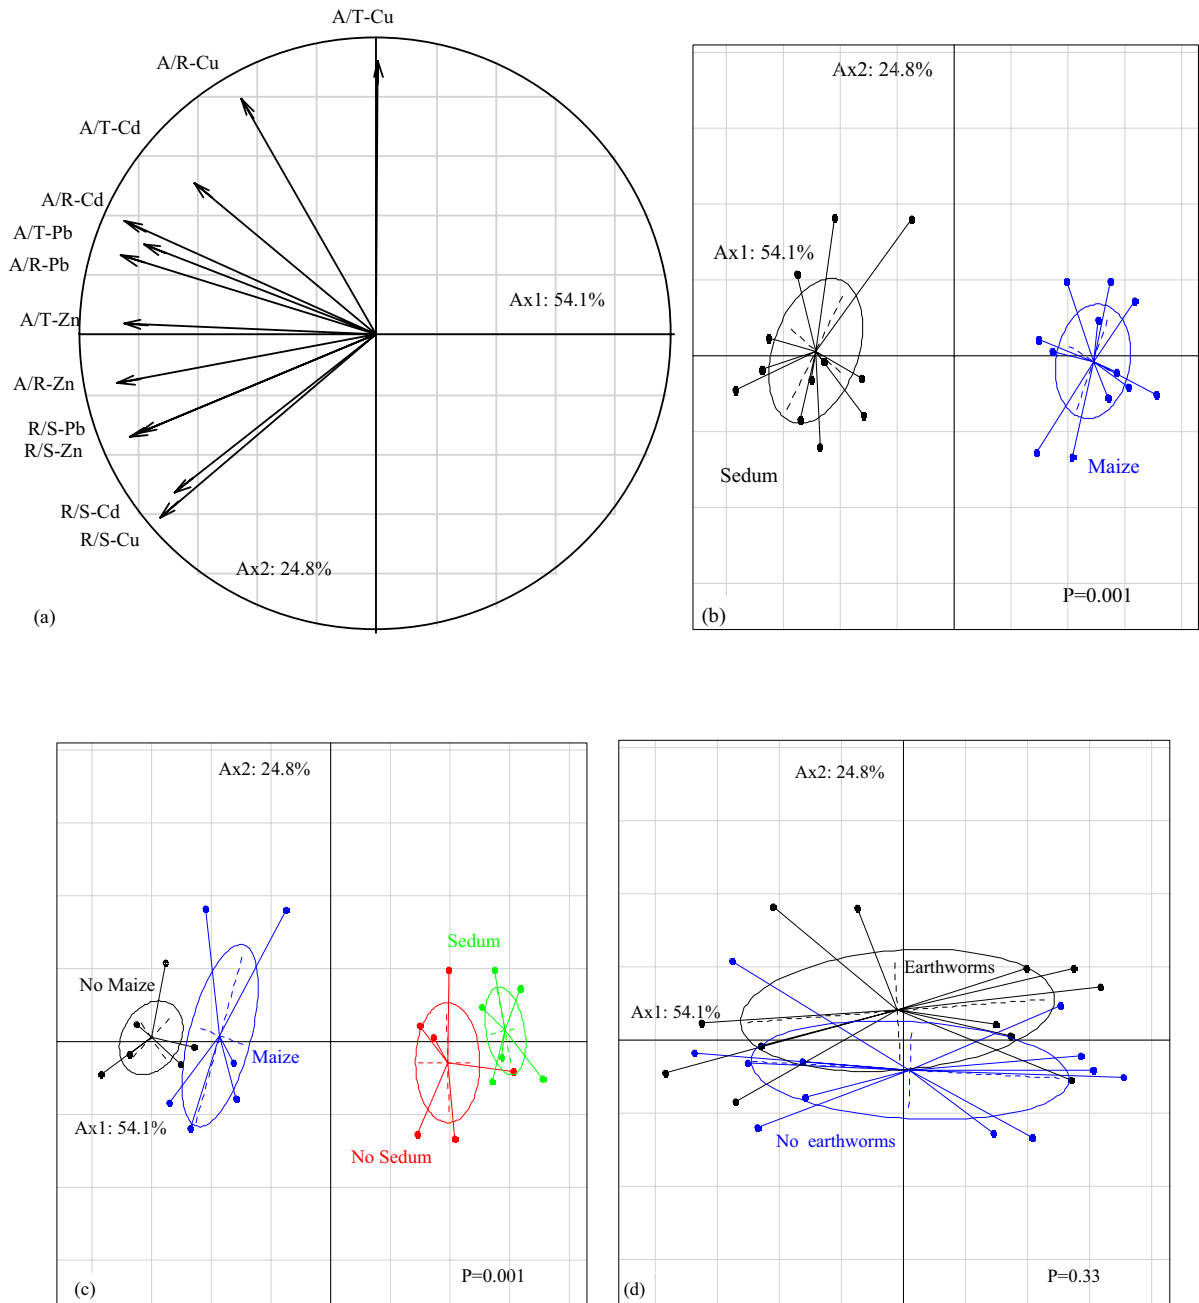 A/T-Cu
A/R-Cu
A/T-Cd
A/R-Cd
A/T-Pb
A/R-Pb
Ax1: 54.1%
A/T-Zn
A/R-Zn
R/S-Pb
R/S-Zn
R/S-Cd
R/S-Cu
Ax2: 24.8%
(a)
Ax2: 24.8%
Ax1: 54.1%
Sedum
Maize
P=0.001
(b)
Ax2: 24.8%
Sedum
No Maize
Maize
Ax1: 54.1%
No Sedum
P=0.001
(c)
Ax2: 24.8%
Earthworms
Ax1: 54.1%
No earthworms
P=0.33
(d)